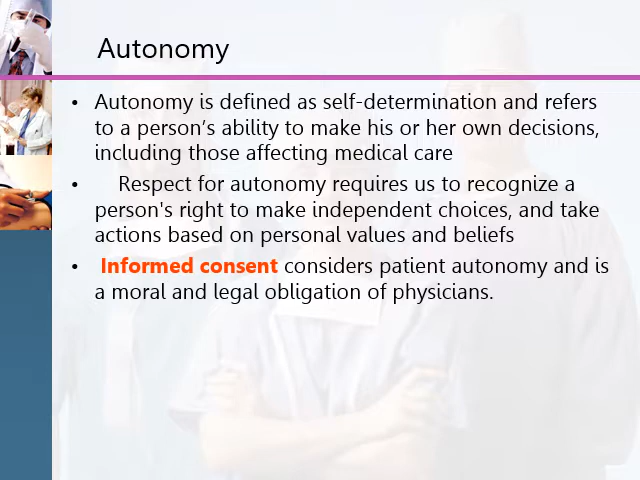 Autonomy
• Autonomy is defined as self-determination and refers
to a person’s ability to make his or her own decisions,
including those affecting medical care
• Respect for autonomy requires us to recognize a
person's right to make independent choices, and take
actions based on personal values and beliefs
• Informed consent considers patient autonomy and is
a moral and legal obligation of physicians.